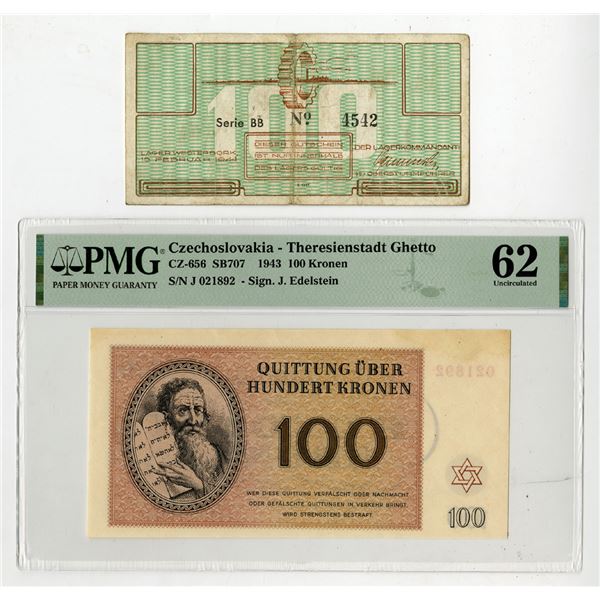 100
Serie BB Nº 4542
DIESER GUTSCHEIN
IST NUR INNERHALB
DES LAGERS GÜLTIG
LAGER WESTERBORK
15 FEBRUAR 1944
DER LAGERKOMMANDANT:
OBERSTURMFÜHRER
PMG
PAPER MONEY GUARANTY
Czechoslovakia - Theresienstadt Ghetto
CZ-656 SB707 1943 100 Kronen
S/N J 021892 - Sign. J. Edelstein
62
Uncirculated
QUITTUNG ÜBER
HUNDERT KRONEN
100
021892
WER DIESE QUITTUNG VERFÄLSCHT ODER NACHMACHT
ODER GEFÄLSCHTE QUITTUNGEN IN VERKEHR BRINGT,
WIRD STRENGSTENS BESTRAFT.
100